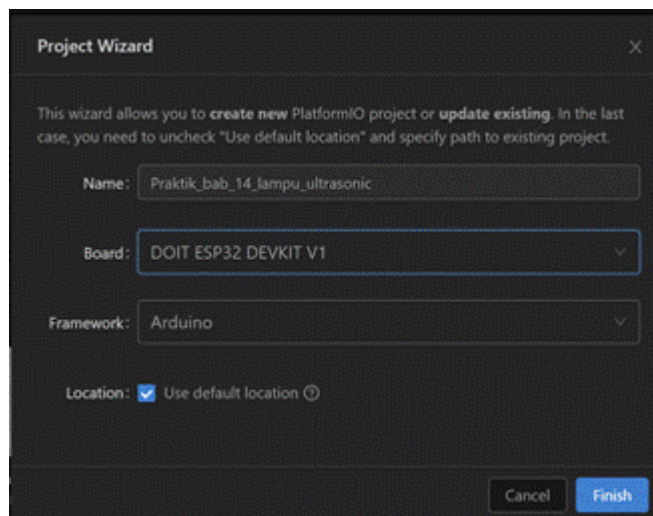 Project Wizard
This wizard allows you to create new PlatformIO project or update existing. In the last
case, you need to uncheck "Use default location" and specify path to existing project.
Name: Praktik_bab_14_lampu_ultrasonic
Board: DOIT ESP32 DEVKIT V1
Framework: Arduino
Location: Use default location
Cancel Finish